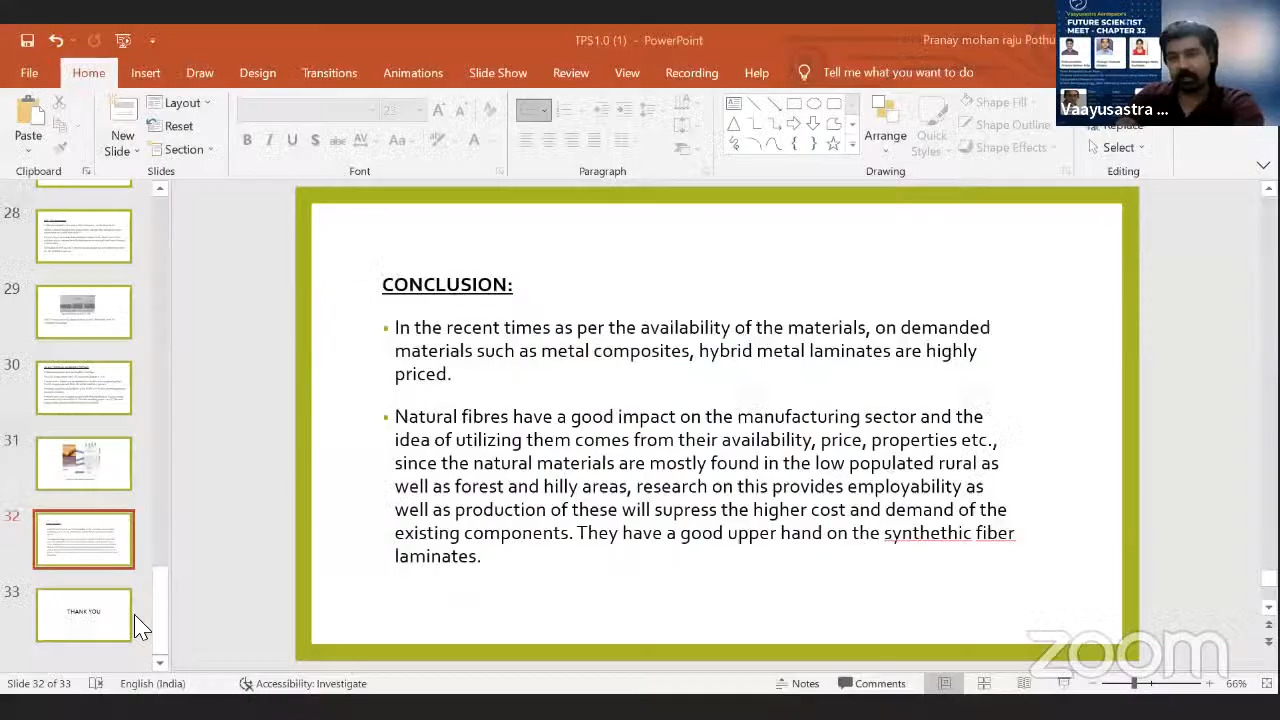 TPS1.0 (1) - PowerPoint
Pranay mohan raju Pothu
File Home Insert Draw Design Transitions Animations Slide Show Review View Recording Help Tell me what you want to do
Paste
New
Slide
Layout
Reset
Section
B I U S abc AV Aa A
Arrange
Quick
Styles
Shape Fill
Shape Outline
Shape Effects
Replace
Select
Clipboard Slides Font Paragraph Drawing Editing
Vaayusastra Aerospace's
FUTURE SCIENTIST
MEET - CHAPTER 32
Vaayusastra ...
28
29
30
31
32
33
THANK YOU
CONCLUSION:
In the recent times as per the availability of the materials, on demanded
materials such as metal composites, hybrid metal laminates are highly
priced.
Natural fibres have a good impact on the manufacturing sector and the
idea of utilizing them comes from their availability, price, properties etc.,
since the natural materials are mostly found in the low populated rural as
well as forest and hilly areas, research on this provides employability as
well as production of these will supress the higher cost and demand of the
existing components. They have a good upper hand on the synthethic fiber
laminates.
zoom
Slide 32 of 33 English (India) Accessibility: Investiga Notes Comments 66%